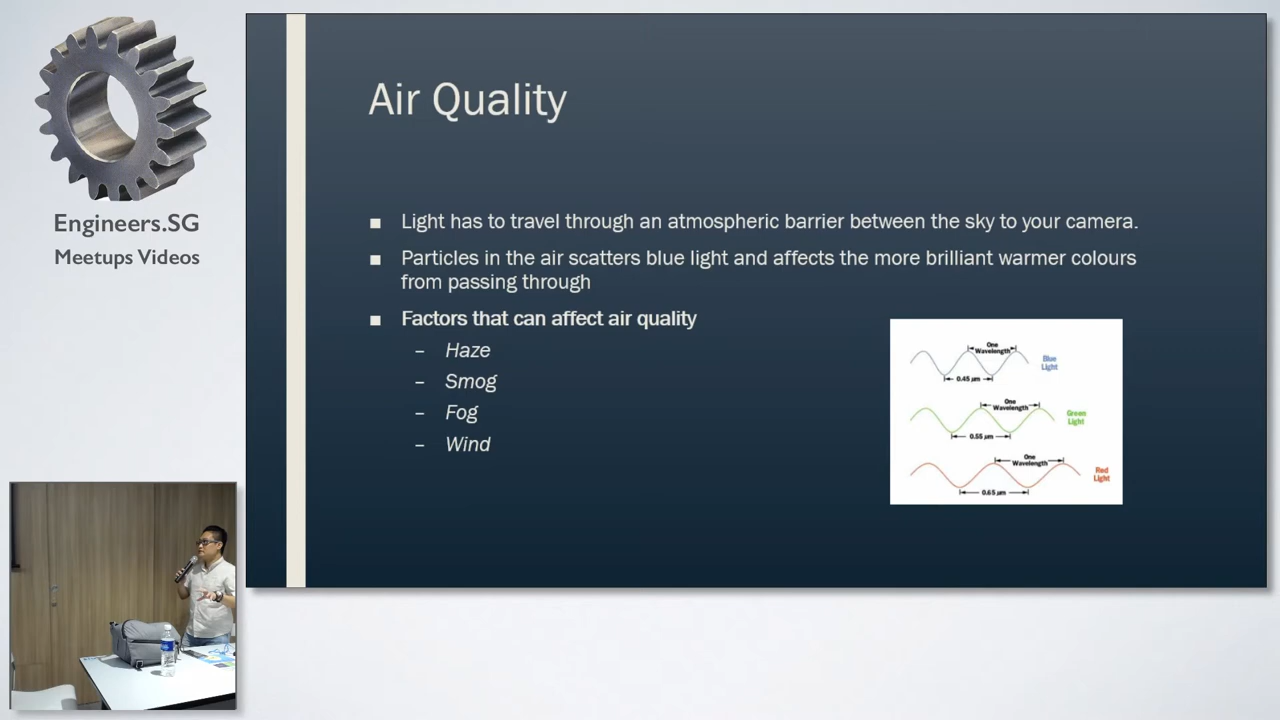 Engineers.SG
Meetups Videos
Air Quality
Light has to travel through an atmospheric barrier between the sky to your camera.
Particles in the air scatters blue light and affects the more brilliant warmer colours
from passing through
Factors that can affect air quality
– Haze
– Smog
– Fog
– Wind
One
Wavelength
0.45 µm
Blue
Light
One
Wavelength
0.55 µm
Green
Light
One
Wavelength
0.65 µm
Red
Light